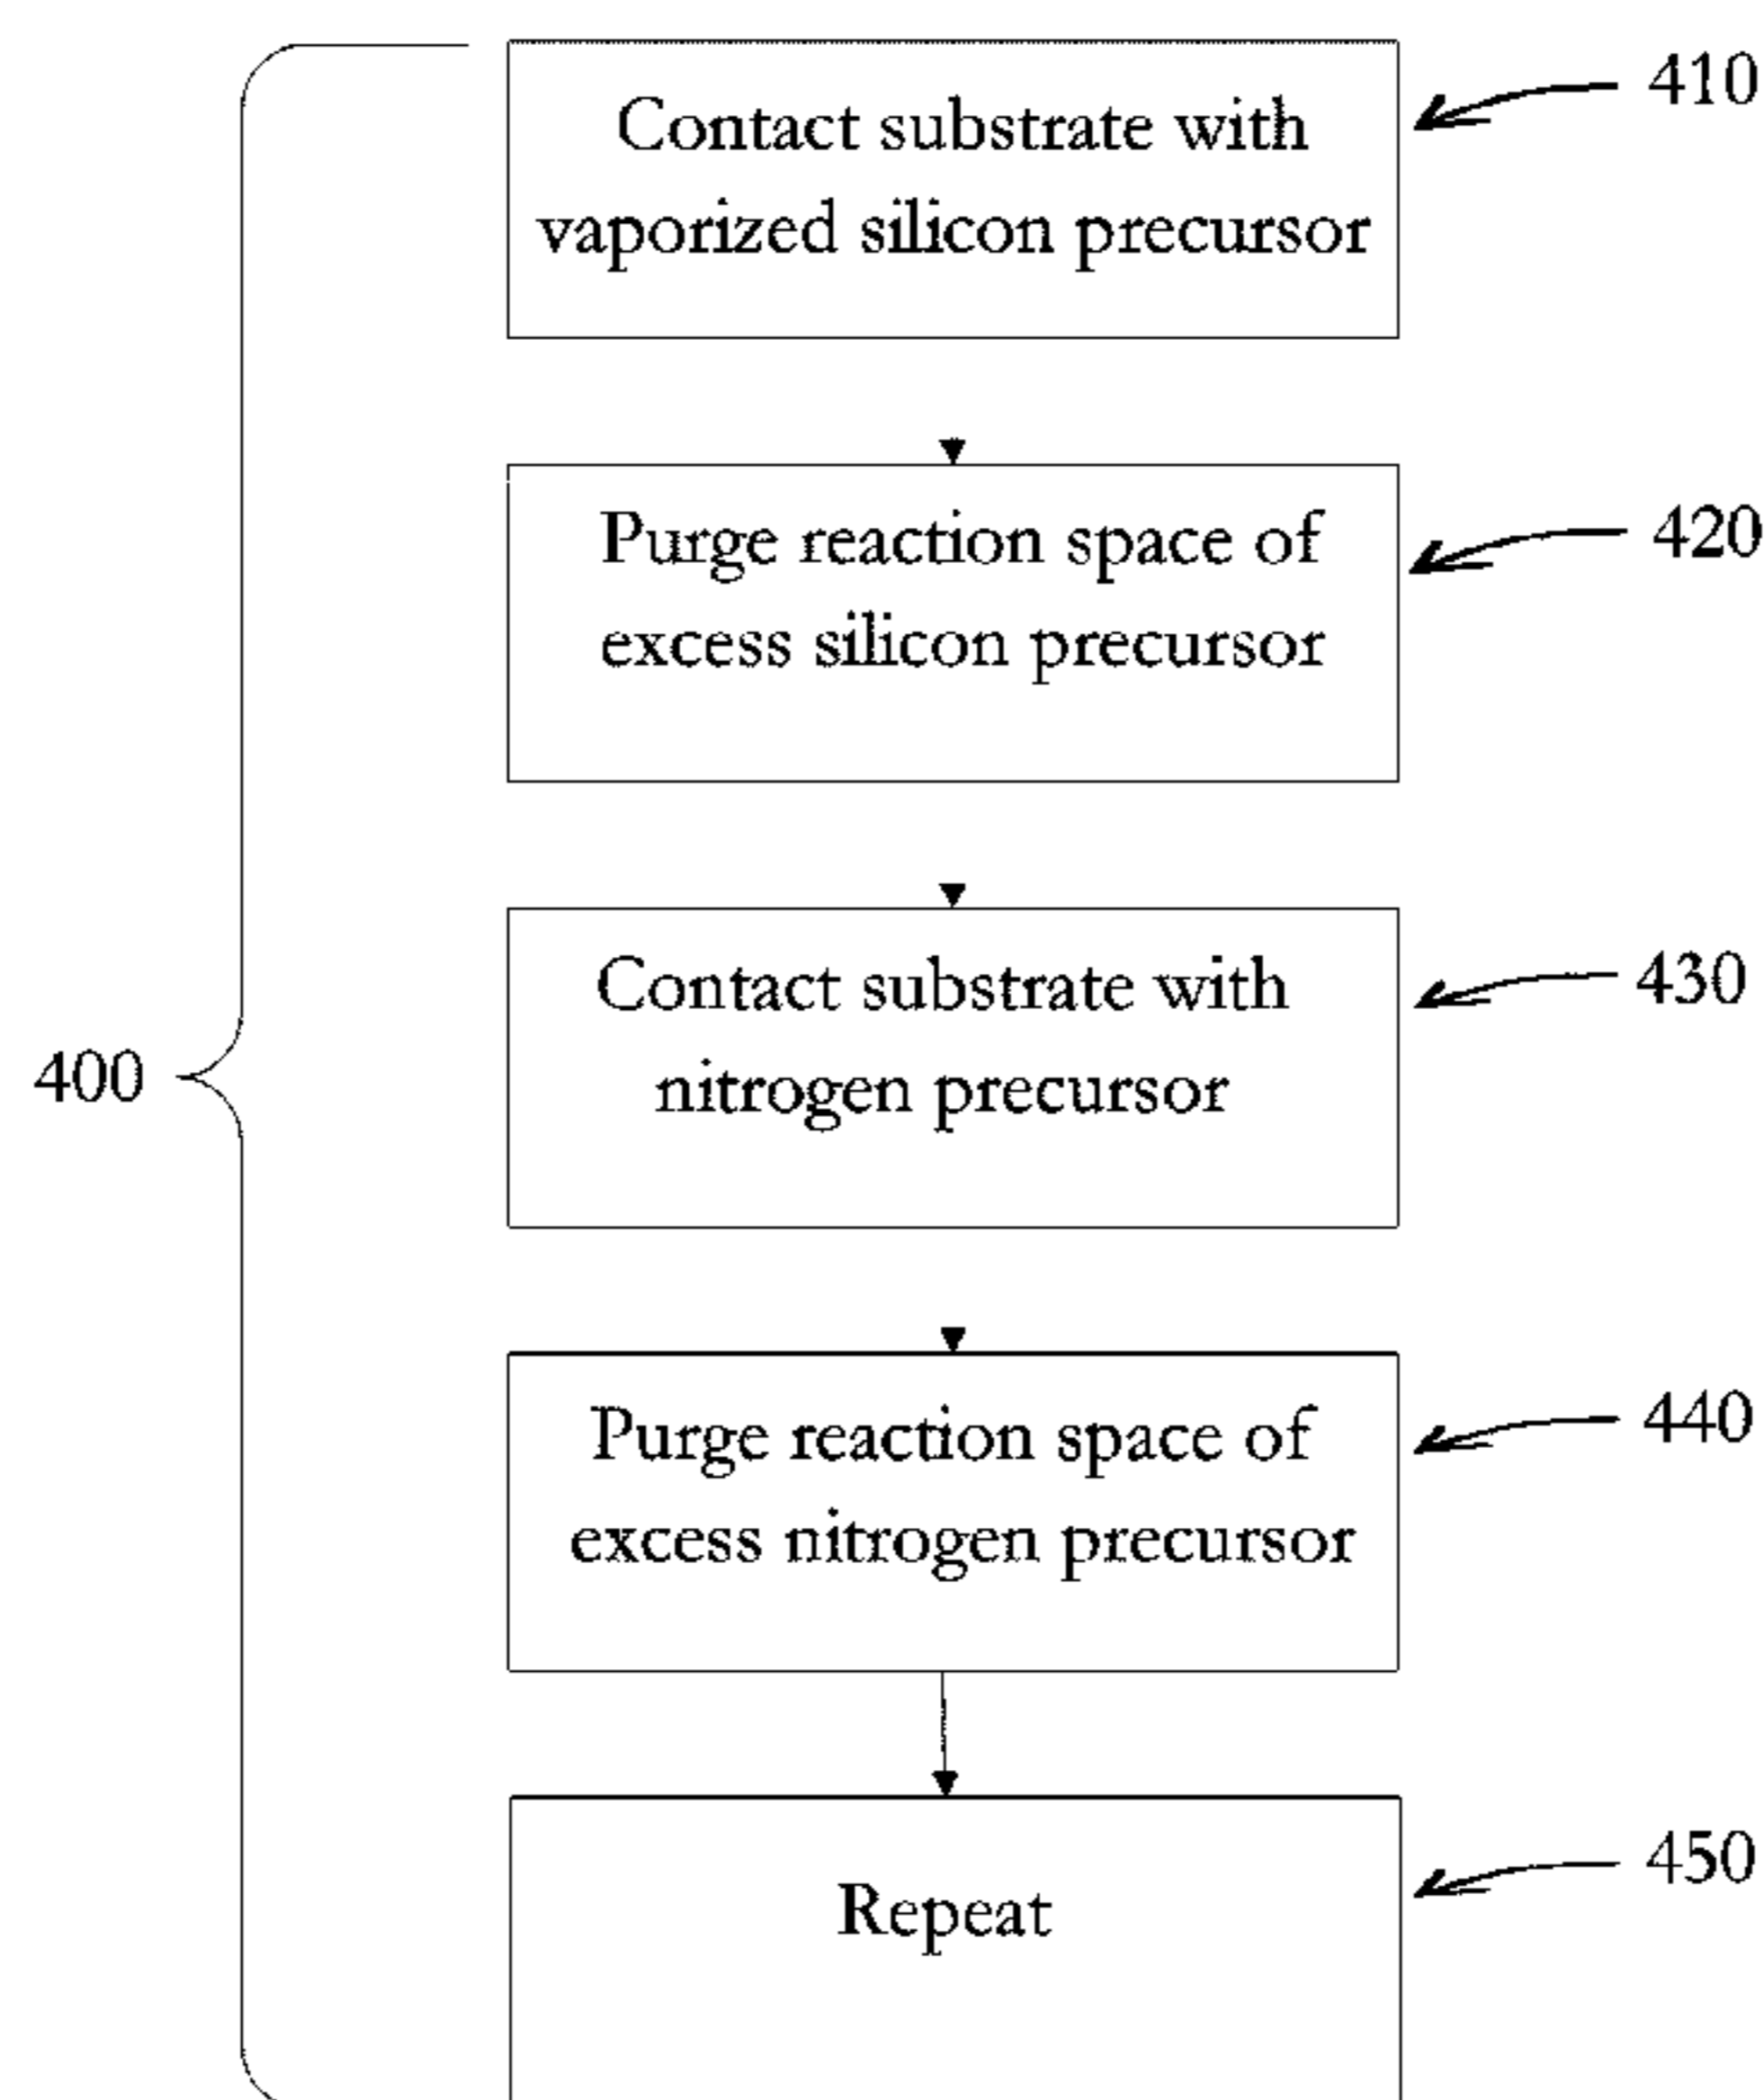 Contact substrate with
vaporized silicon precursor
410
Purge reaction space of
excess silicon precursor
420
Contact substrate with
nitrogen precursor
430
400
Purge reaction space of
excess nitrogen precursor
440
Repeat
450